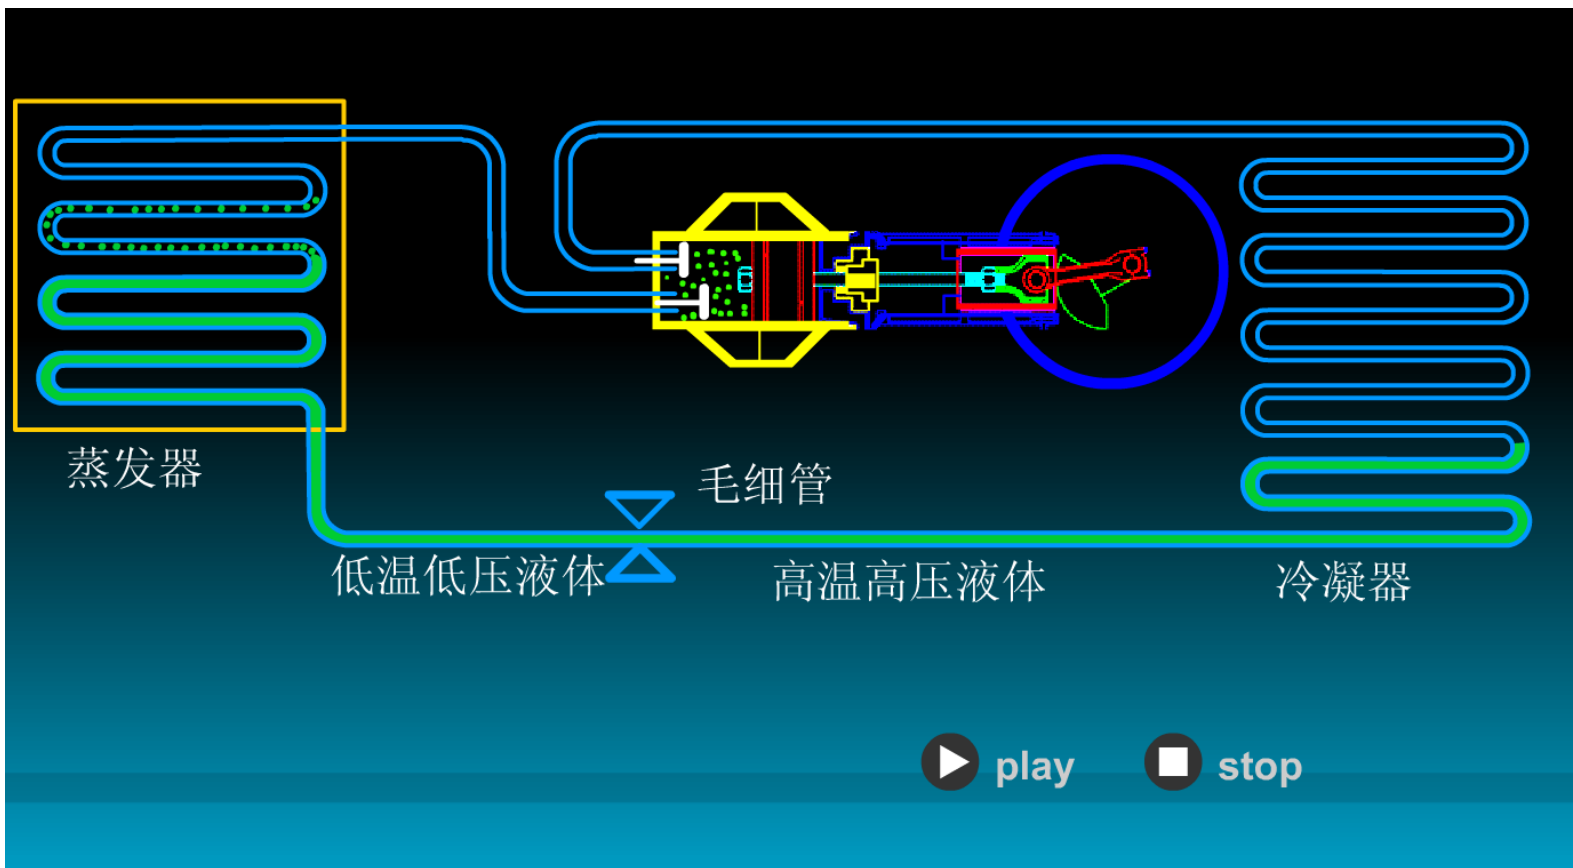 蒸发器
毛细管
低温低压液体
高温高压液体
冷凝器
play
stop